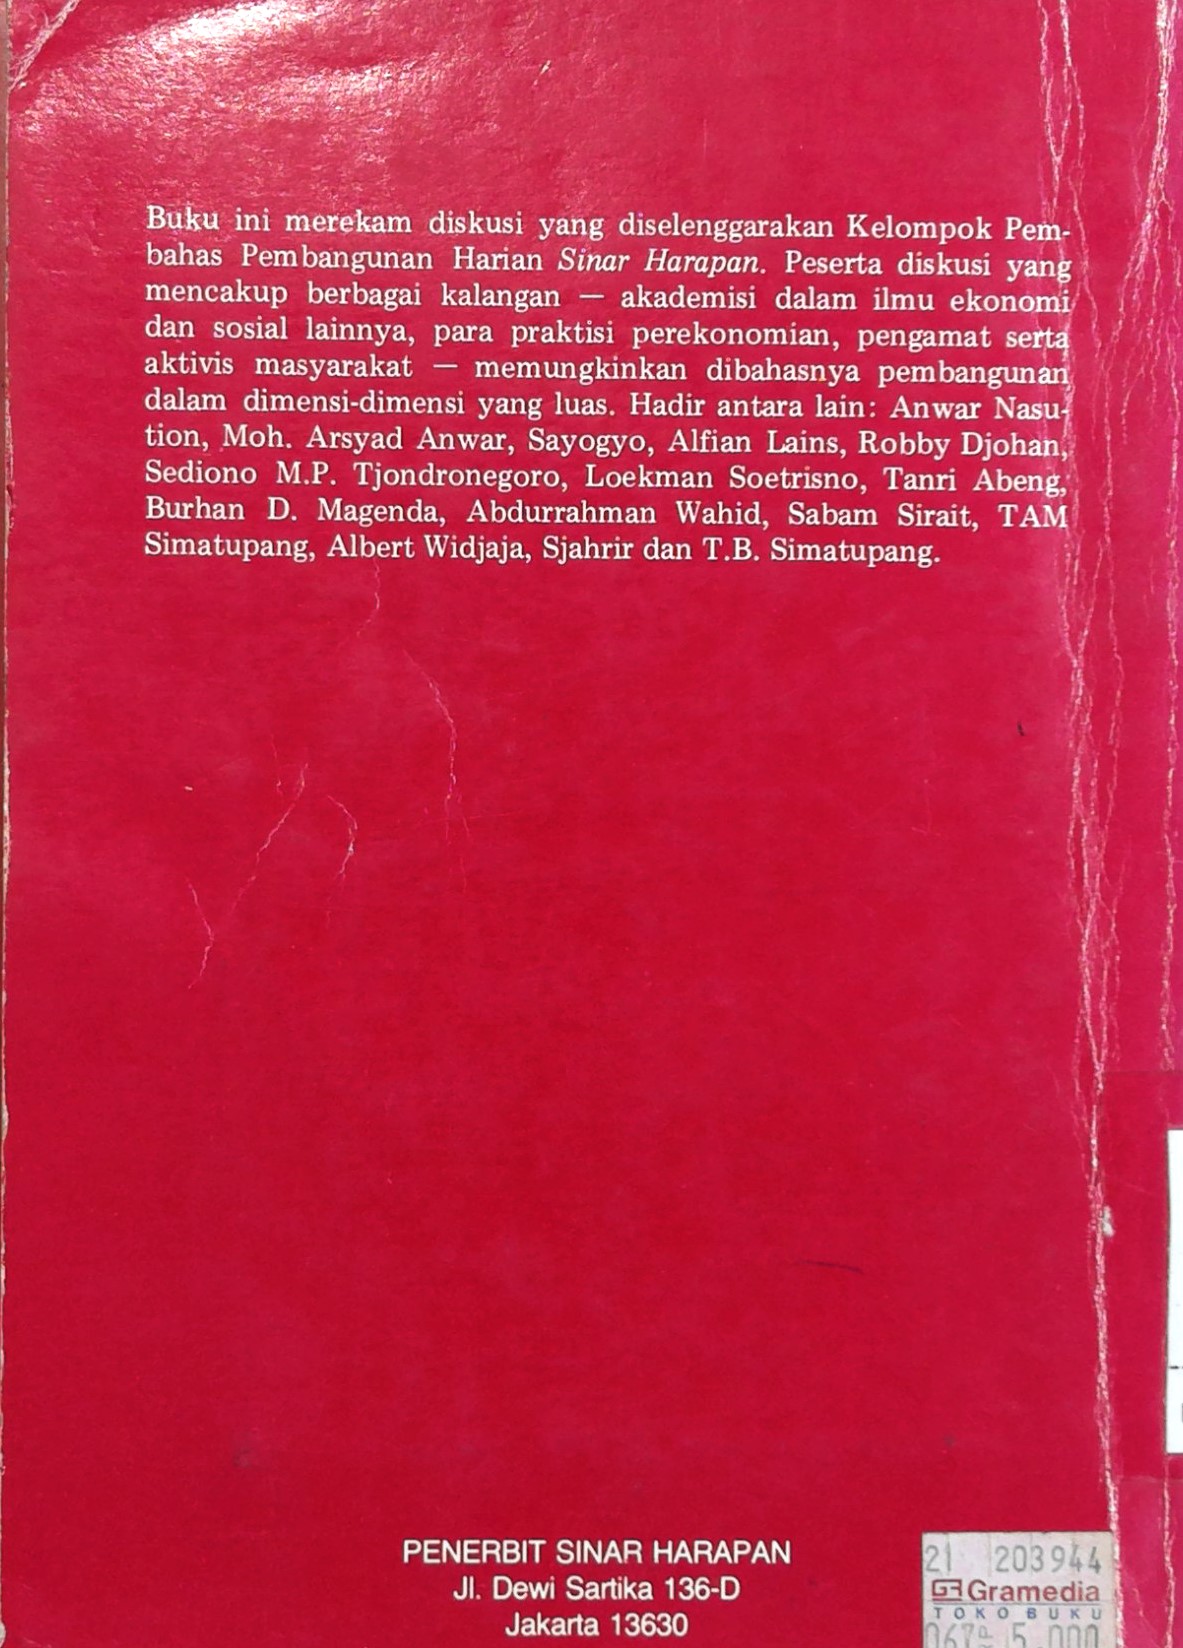 Buku ini merekam diskusi yang diselenggarakan Kelompok Pem-
bahas Pembangunan Harian Sinar Harapan. Peserta diskusi yang
mencakup berbagai kalangan — akademisi dalam ilmu ekonomi
dan sosial lainnya, para praktisi perekonomian, pengamat serta
aktivis masyarakat — memungkinkan dibahasnya pembangunan
dalam dimensi-dimensi yang luas. Hadir antara lain: Anwar Nasu-
tion, Moh. Arsyad Anwar, Sayogyo, Alfian Lains, Robby Djohan,
Sediono M.P. Tjondronegoro, Loekman Soetrisno, Tanri Abeng,
Burhan D. Magenda, Abdurrahman Wahid, Sabam Sirait, TAM
Simatupang, Albert Widjaja, Sjahrir dan T.B. Simatupang.
PENERBIT SINAR HARAPAN
Jl. Dewi Sartika 136-D
Jakarta 13630
21 203944
Gramedia
TOKO BUKU
5 000